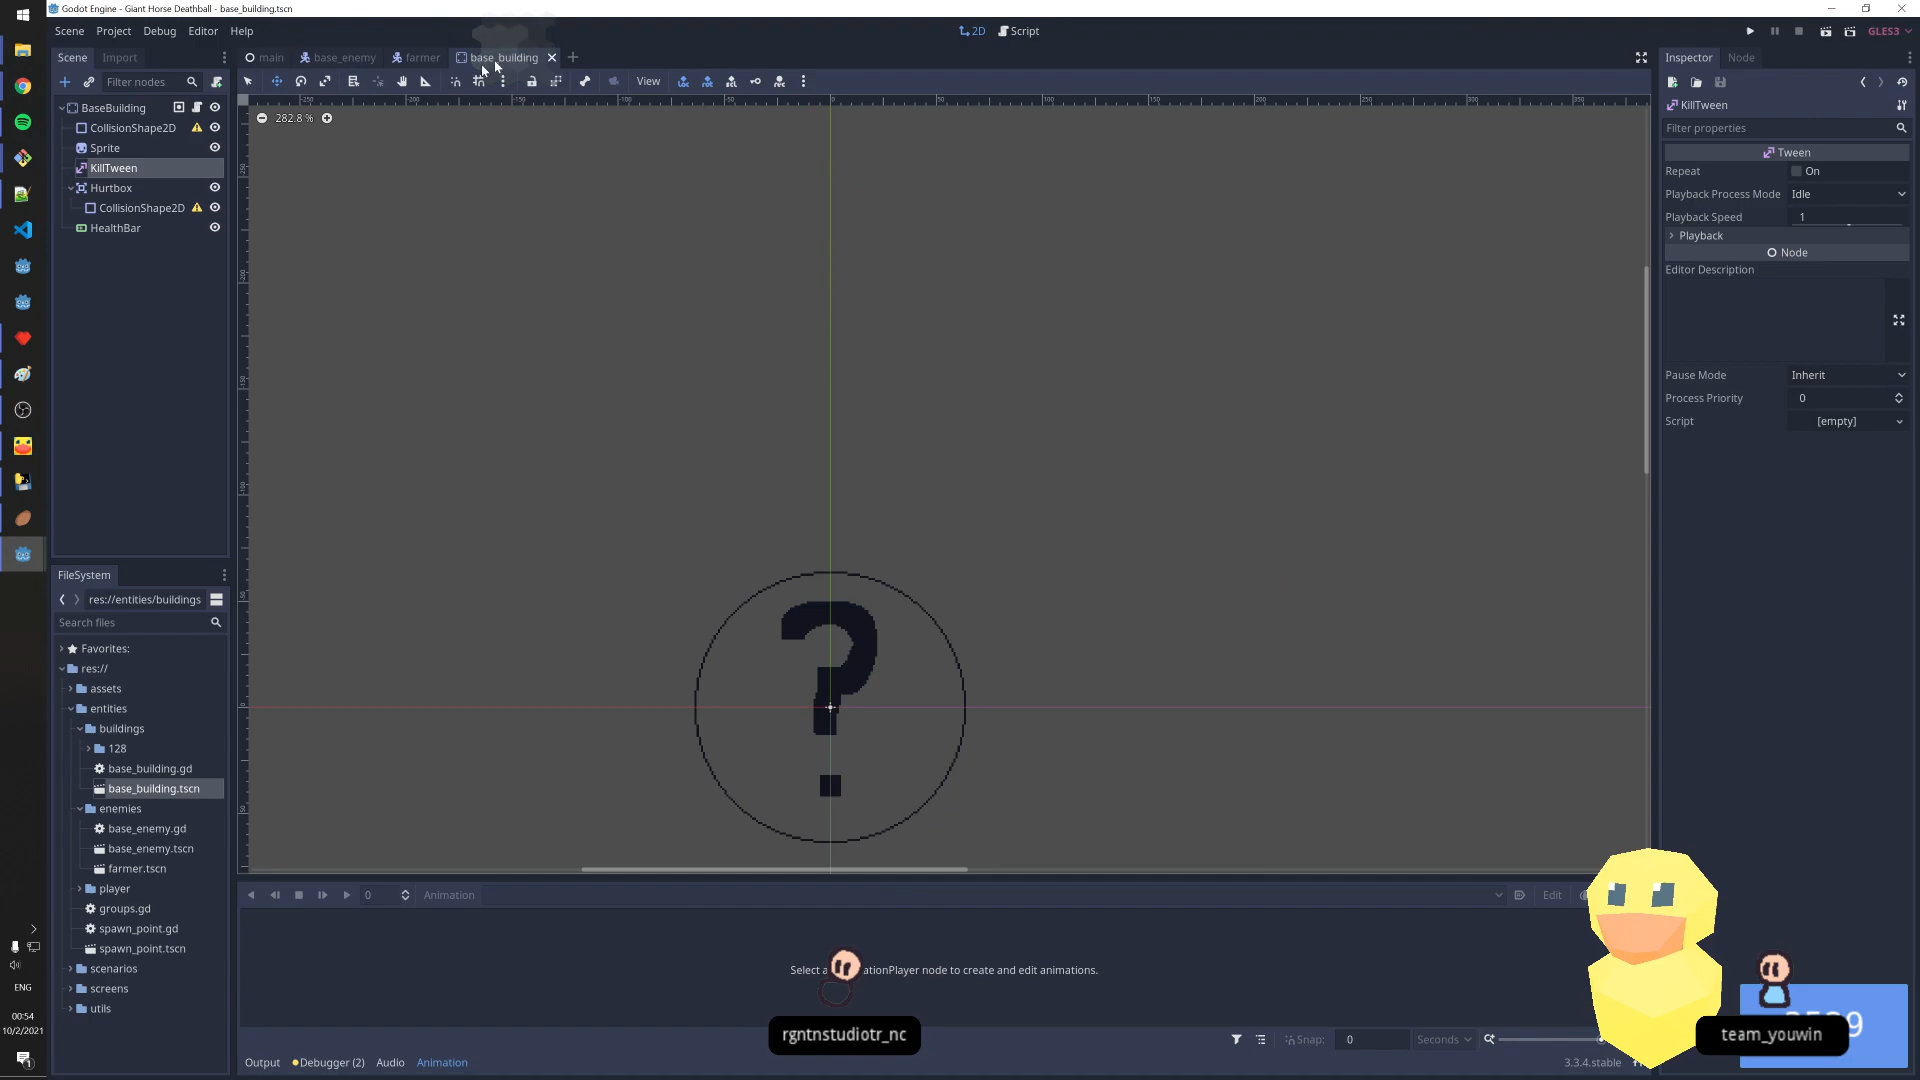 Godot Engine - Giant Horse Deathball - base_building.tscn
Scene Project Debug Editor Help
2D Script
GLES3
Scene Import
main base_enemy farmer base_building
Inspector Node
Filter nodes
View
KillTween
Filter properties
BaseBuilding
CollisionShape2D
Sprite
KillTween
Hurtbox
CollisionShape2D
HealthBar
282.8 %
Tween
Repeat On
Playback Process Mode Idle
Playback Speed 1
Playback
Node
Editor Description
Pause Mode Inherit
Process Priority 0
Script [empty]
?
FileSystem
res://entities/buildings
Search files
Favorites:
res://
assets
entities
buildings
128
base_building.gd
base_building.tscn
enemies
base_enemy.gd
base_enemy.tscn
farmer.tscn
player
groups.gd
spawn_point.gd
spawn_point.tscn
scenarios
screens
utils
0 Animation Edit
Select a ationPlayer node to create and edit animations.
rgntnstudiotr_nc
team_youwin
Snap: 0 Seconds
Output Debugger (2) Audio Animation
3.3.4.stable
ENG
00:54
10/2/2021